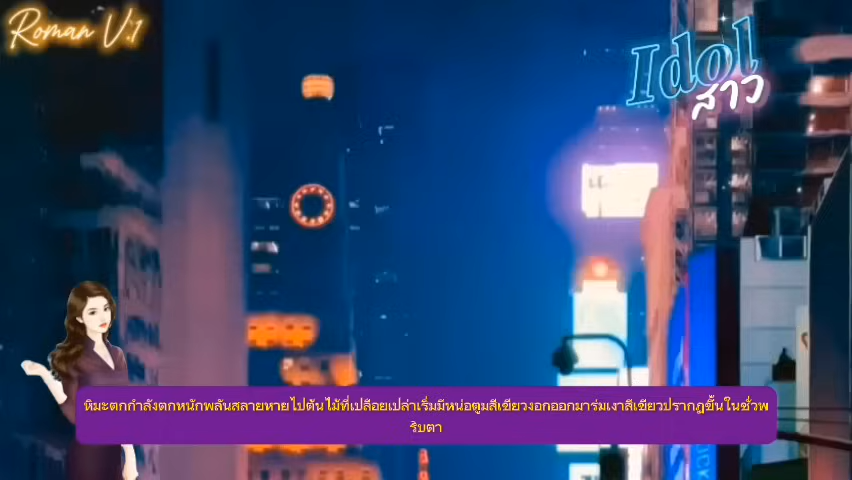 Roman V.1
Idol
สาว
หิมะตกกำลังตกหนักพลันสลายหายไปต้นไม้ที่เปลือยเปล่าเริ่มมีหน่อตูมสีเขียวงอกออกมาร่มเงาสีเขียวปรากฏขึ้นในชั่วพ
ริบตา